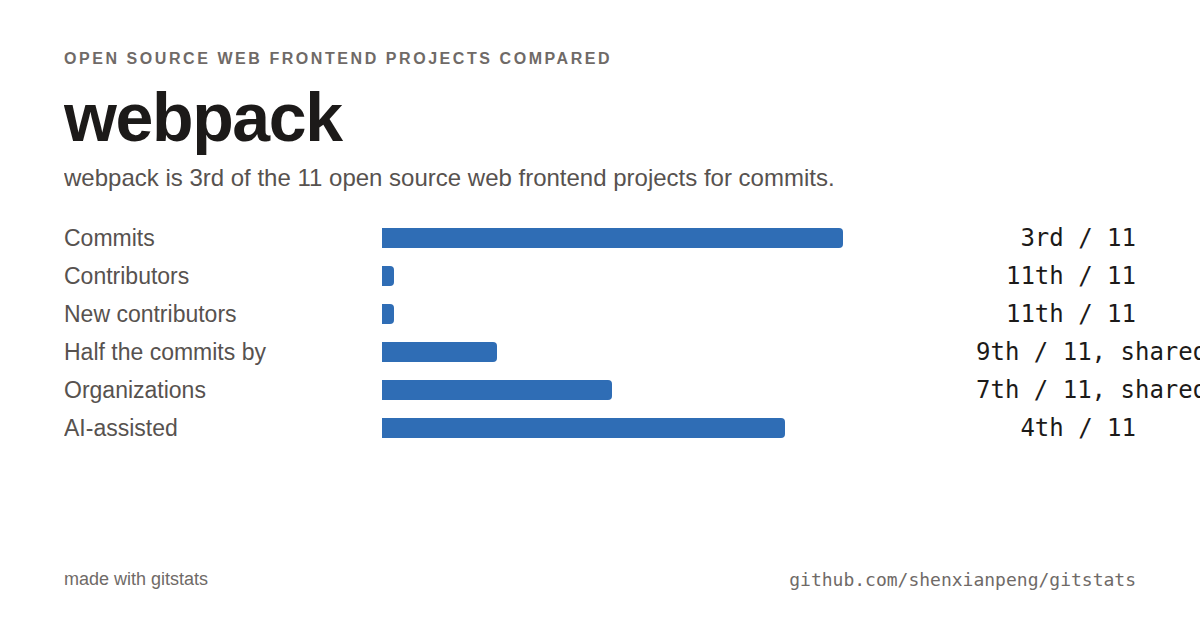 OPEN SOURCE WEB FRONTEND PROJECTS COMPARED
webpack
webpack is 3rd of the 11 open source web frontend projects for commits.
Commits 3rd / 11
Contributors 11th / 11
New contributors 11th / 11
Half the commits by 9th / 11, shared
Organizations 7th / 11, shared
AI-assisted 4th / 11
made with gitstats github.com/shenxianpeng/gitstats